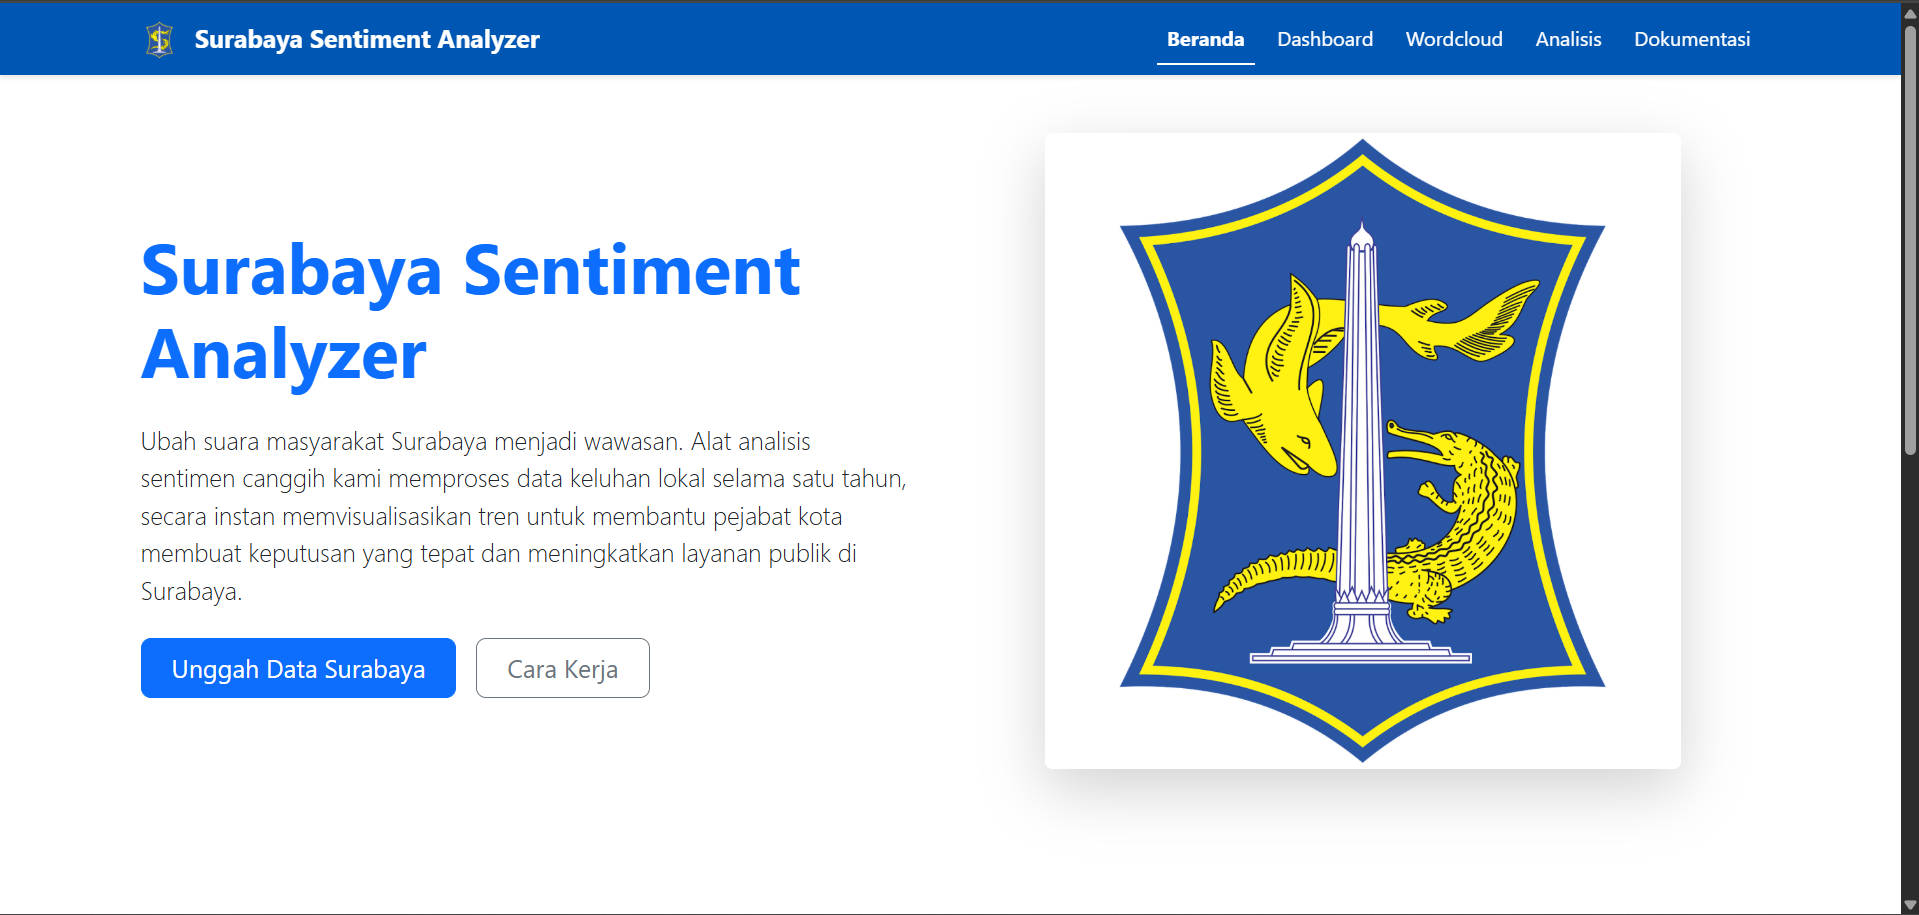 Surabaya Sentiment Analyzer
Beranda
Dashboard
Wordcloud
Analisis
Dokumentasi
Surabaya Sentiment
Analyzer
Ubah suara masyarakat Surabaya menjadi wawasan. Alat analisis
sentimen canggih kami memproses data keluhan lokal selama satu tahun,
secara instan memvisualisasikan tren untuk membantu pejabat kota
membuat keputusan yang tepat dan meningkatkan layanan publik di
Surabaya.
Unggah Data Surabaya
Cara Kerja